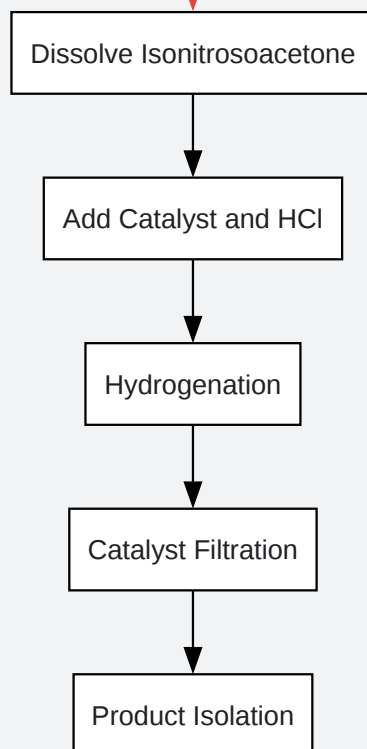 Dissolve Isonitrosoacetone
Add Catalyst and HCl
Hydrogenation
Catalyst Filtration
Product Isolation